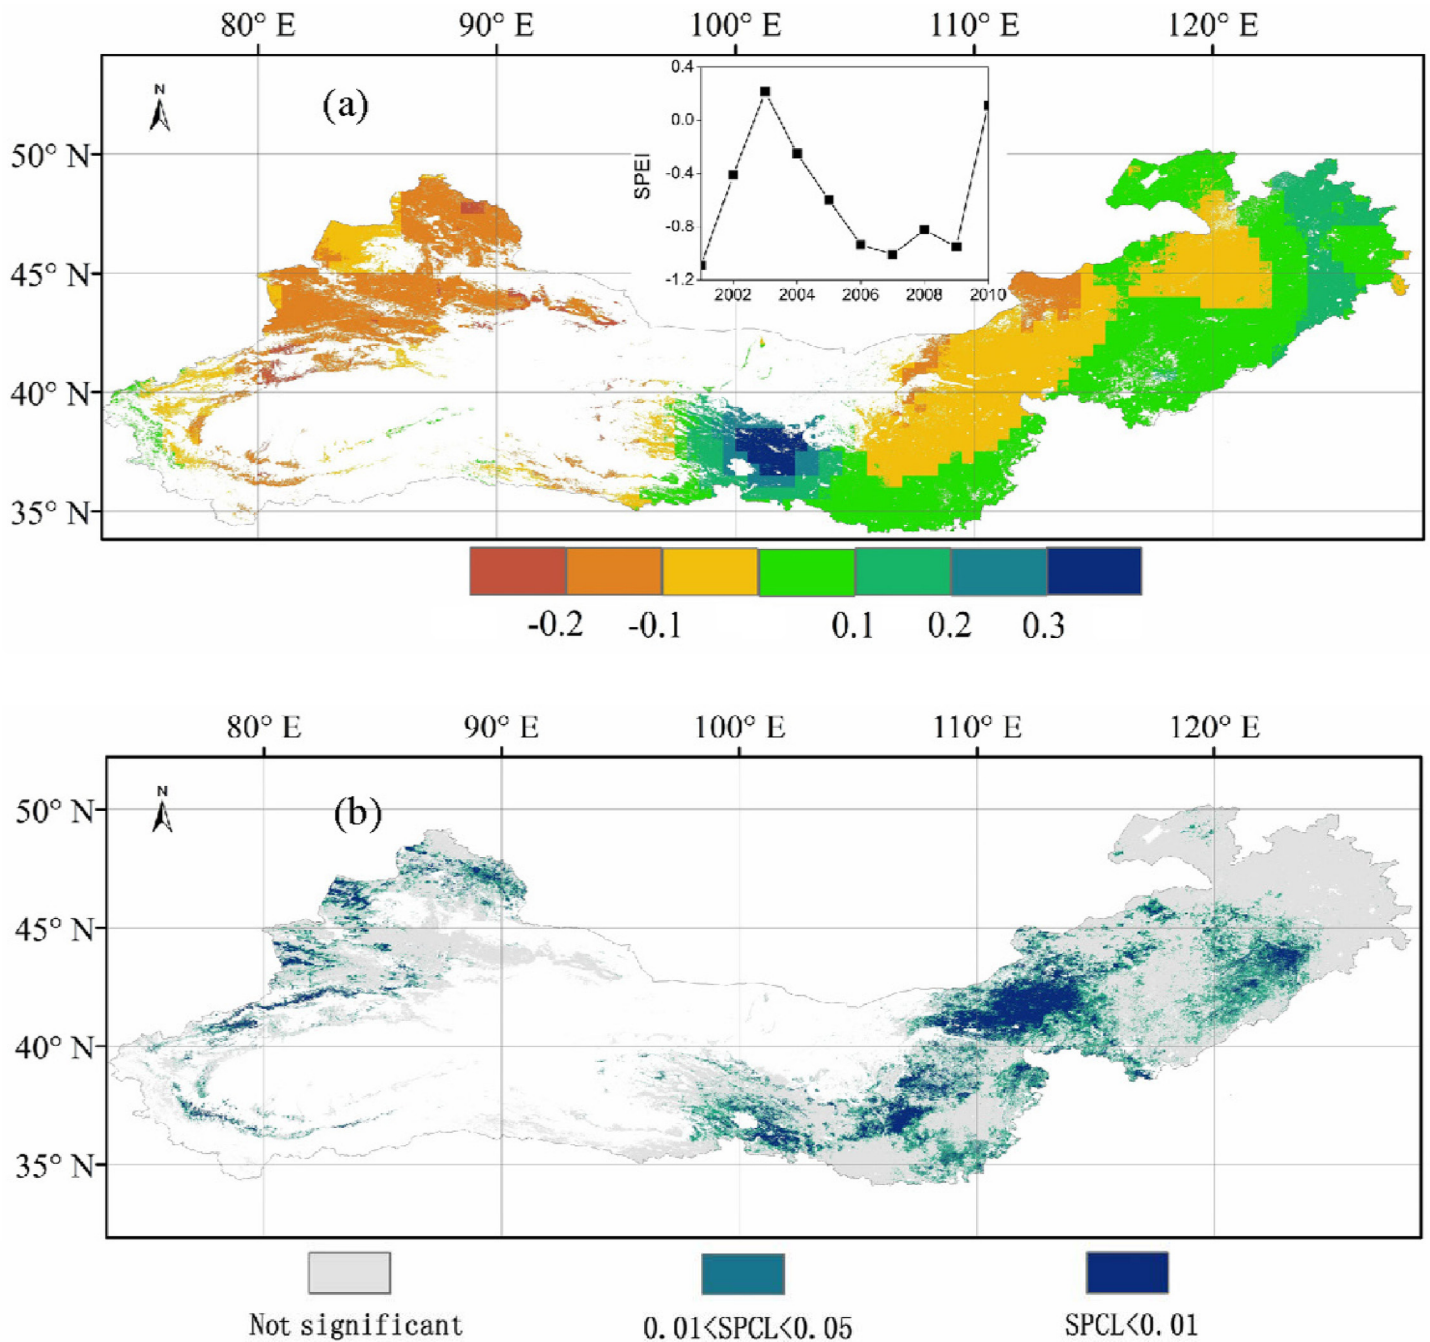 80° E 90° E 100° E 110° E 120° E
N
(a)
50° N
45° N
40° N
35° N
SPEI
0.4
0.0
-0.4
-0.8
-1.2
2002 2004 2006 2008 2010
-0.2 -0.1 0.1 0.2 0.3
80° E 90° E 100° E 110° E 120° E
N
(b)
50° N
45° N
40° N
35° N
Not significant 0.01<SPCL<0.05 SPCL<0.01